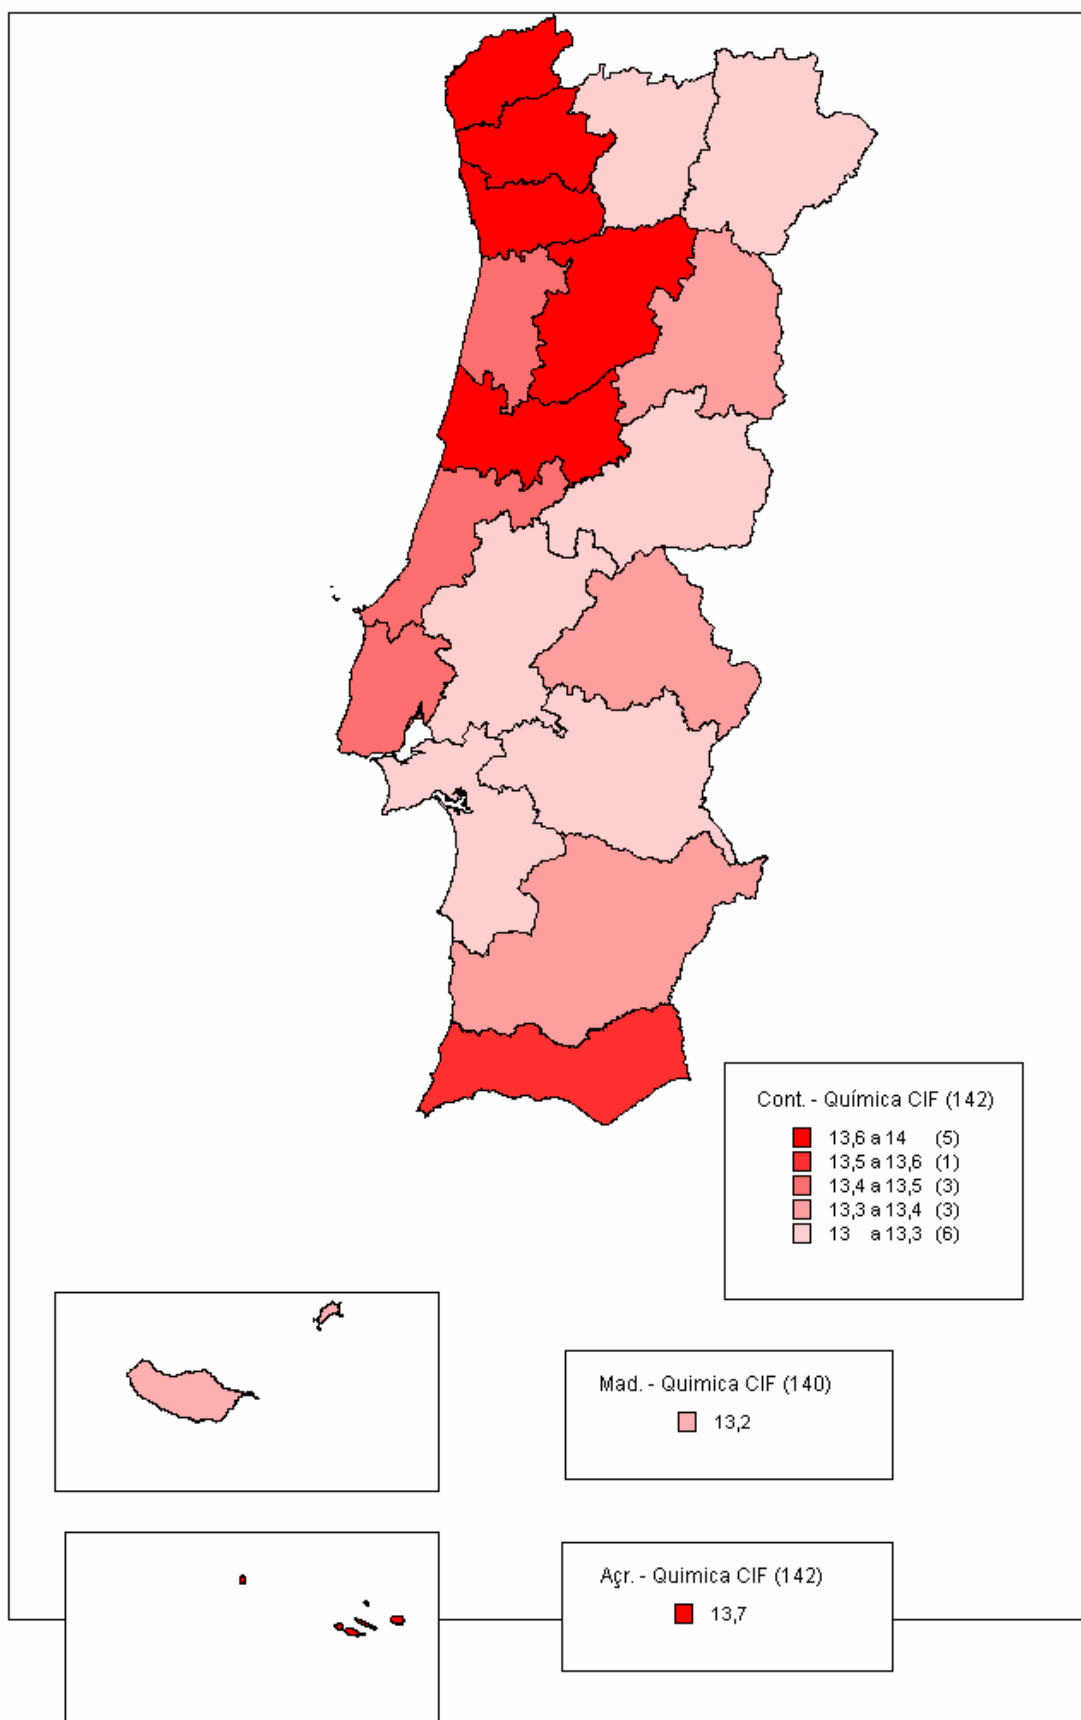 Cont. - Química CIF (142)
13,6 a 14 (5)
13,5 a 13,6 (1)
13,4 a 13,5 (3)
13,3 a 13,4 (3)
13 a 13,3 (6)
Mad. - Quimica CIF (140)
13,2
Açr. - Quimica CIF (142)
13,7